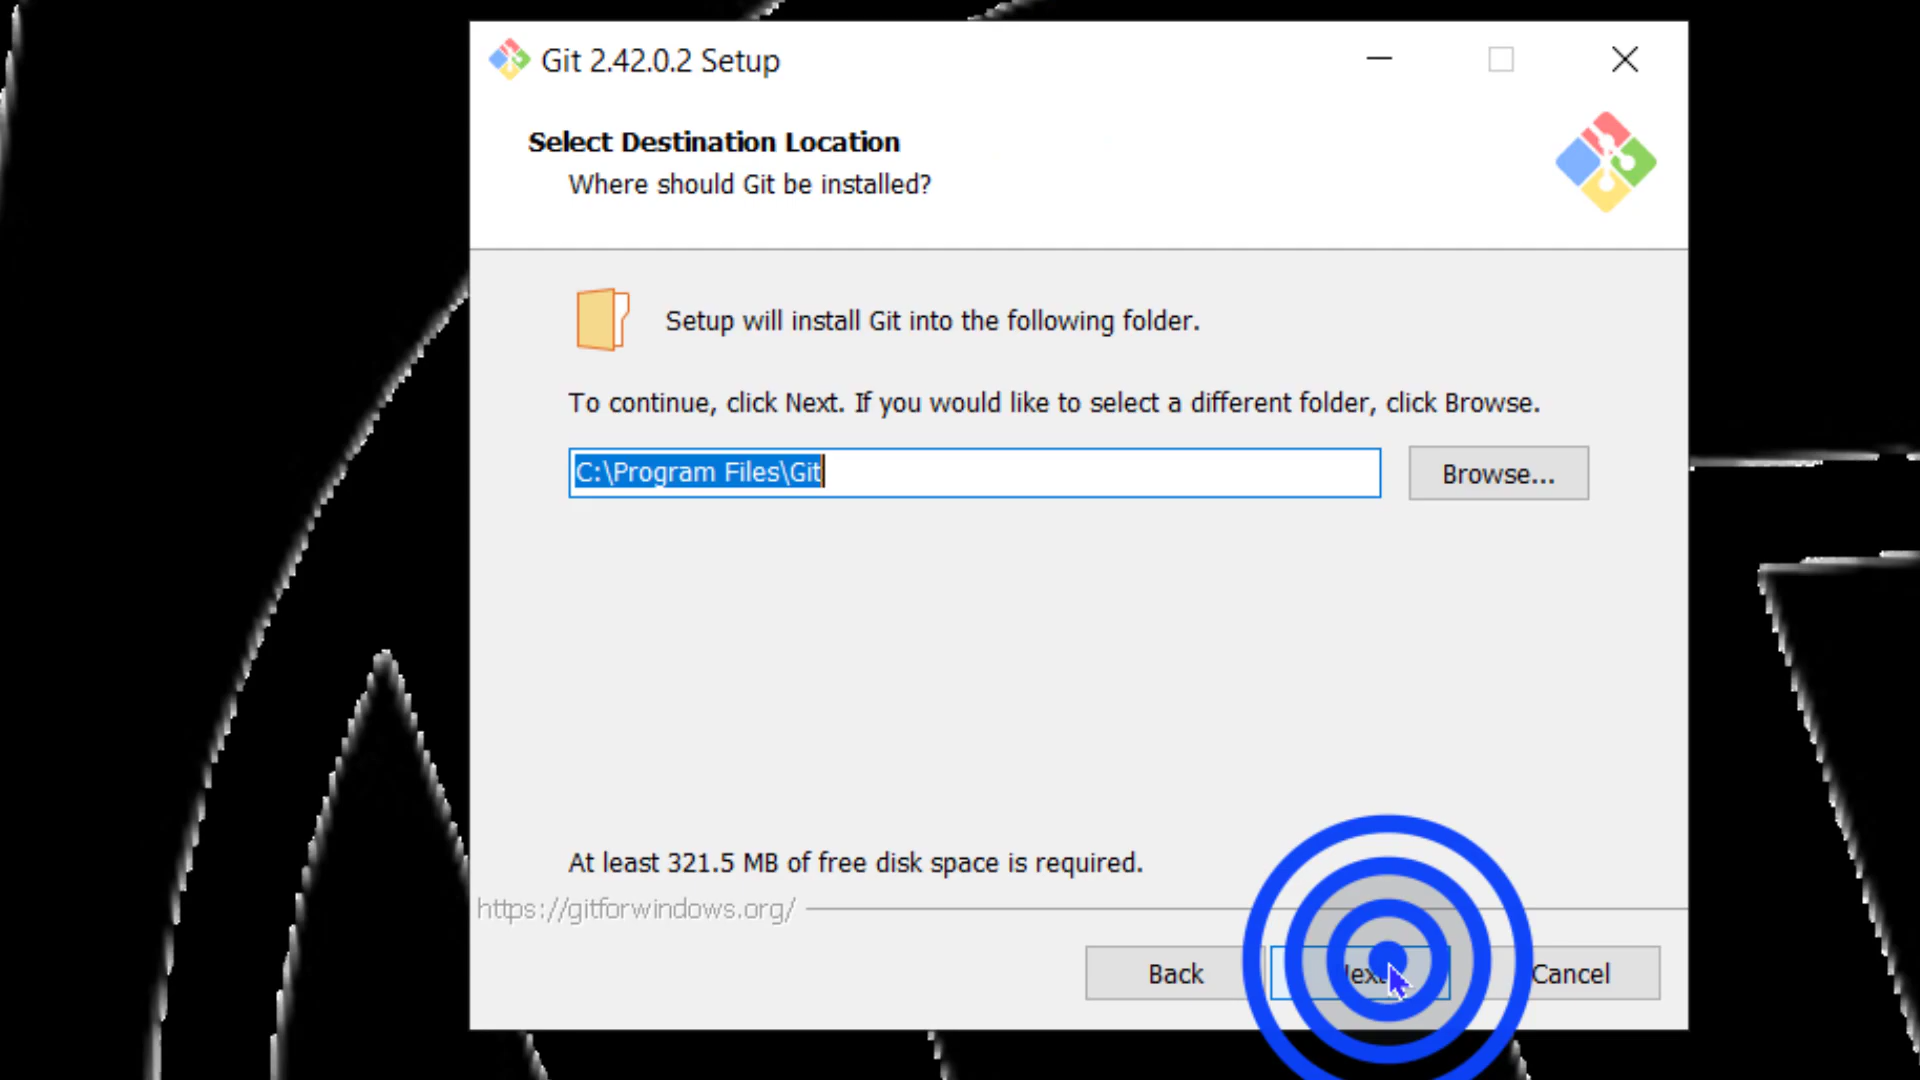 Git 2.42.0.2 Setup
Select Destination Location
Where should Git be installed?
Setup will install Git into the following folder.
To continue, click Next. If you would like to select a different folder, click Browse.
C:\Program Files\Git
Browse...
At least 321.5 MB of free disk space is required.
https://gitforwindows.org/
Back
Cancel